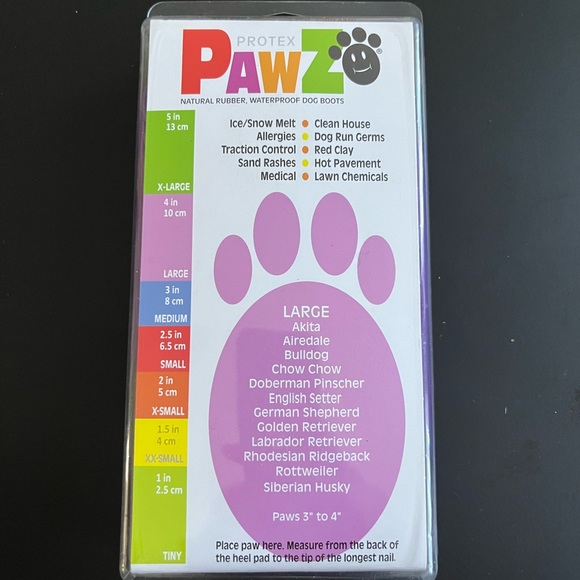 PROTEX
PAWZ
®
NATURAL RUBBER, WATERPROOF DOG BOOTS
Ice/Snow Melt • Clean House
Allergies • Dog Run Germs
Traction Control • Red Clay
Sand Rashes • Hot Pavement
Medical • Lawn Chemicals
5 in
13 cm
X-LARGE
4 in
10 cm
LARGE
3 in
8 cm
MEDIUM
2.5 in
6.5 cm
SMALL
2 in
5 cm
X-SMALL
1.5 in
4 cm
XX-SMALL
1 in
2.5 cm
TINY
LARGE
Akita
Airedale
Bulldog
Chow Chow
Doberman Pinscher
English Setter
German Shepherd
Golden Retriever
Labrador Retriever
Rhodesian Ridgeback
Rottweiler
Siberian Husky
Paws 3" to 4"
Place paw here. Measure from the back of
the heel pad to the tip of the longest nail.